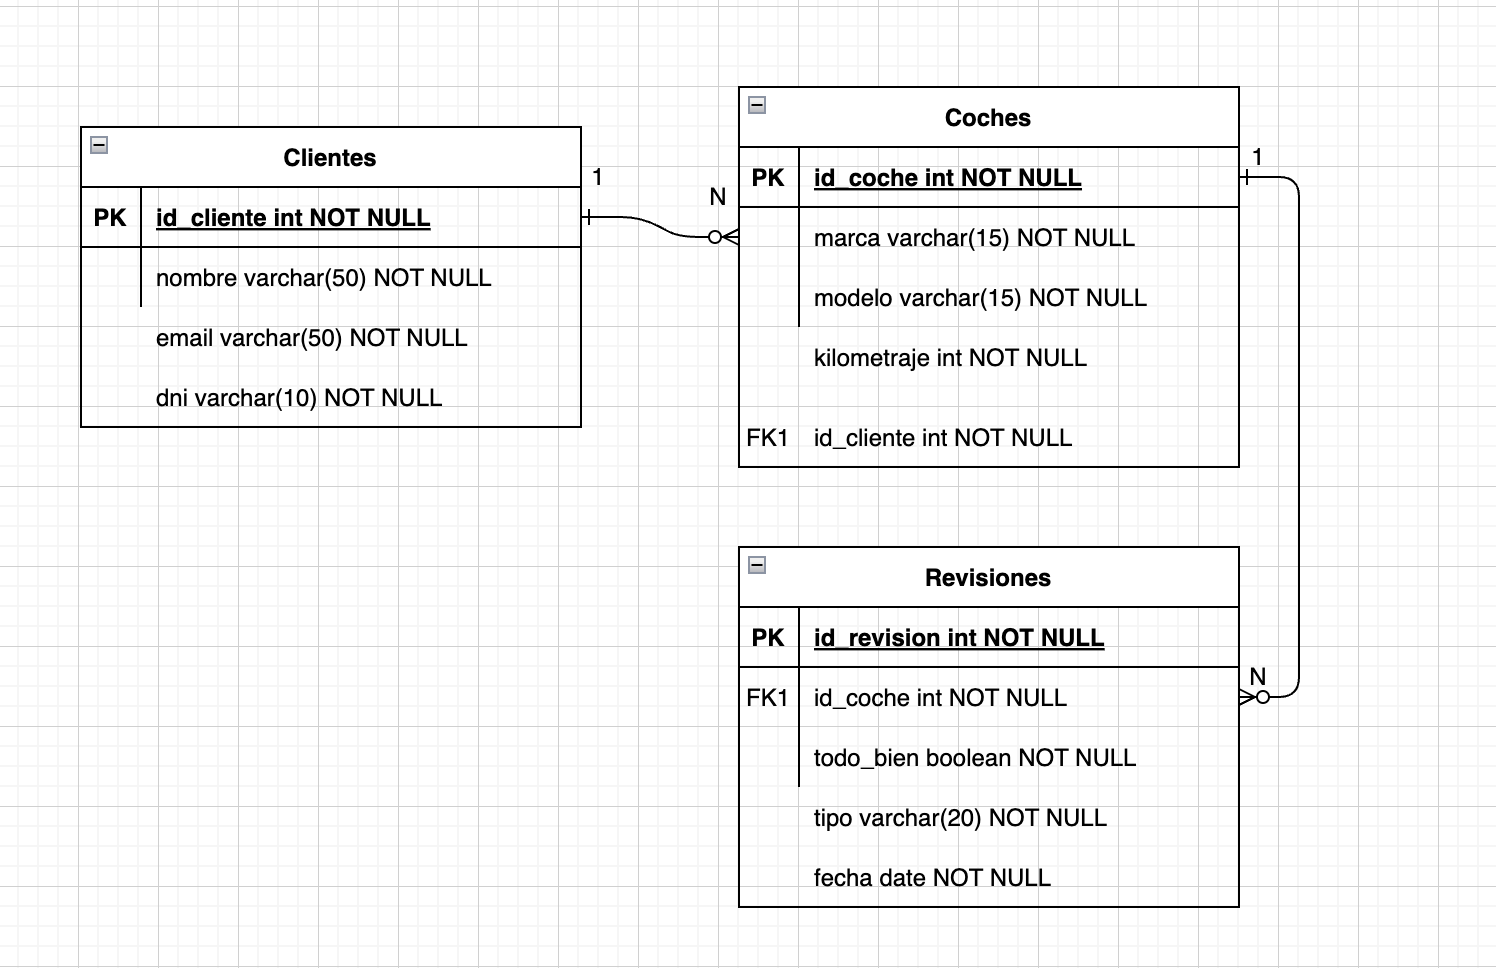 Clientes
PK id_cliente int NOT NULL
nombre varchar(50) NOT NULL
email varchar(50) NOT NULL
dni varchar(10) NOT NULL
1
N
Coches
PK id_coche int NOT NULL
marca varchar(15) NOT NULL
modelo varchar(15) NOT NULL
kilometraje int NOT NULL
FK1 id_cliente int NOT NULL
1
N
Revisiones
PK id_revision int NOT NULL
FK1 id_coche int NOT NULL
todo_bien boolean NOT NULL
tipo varchar(20) NOT NULL
fecha date NOT NULL